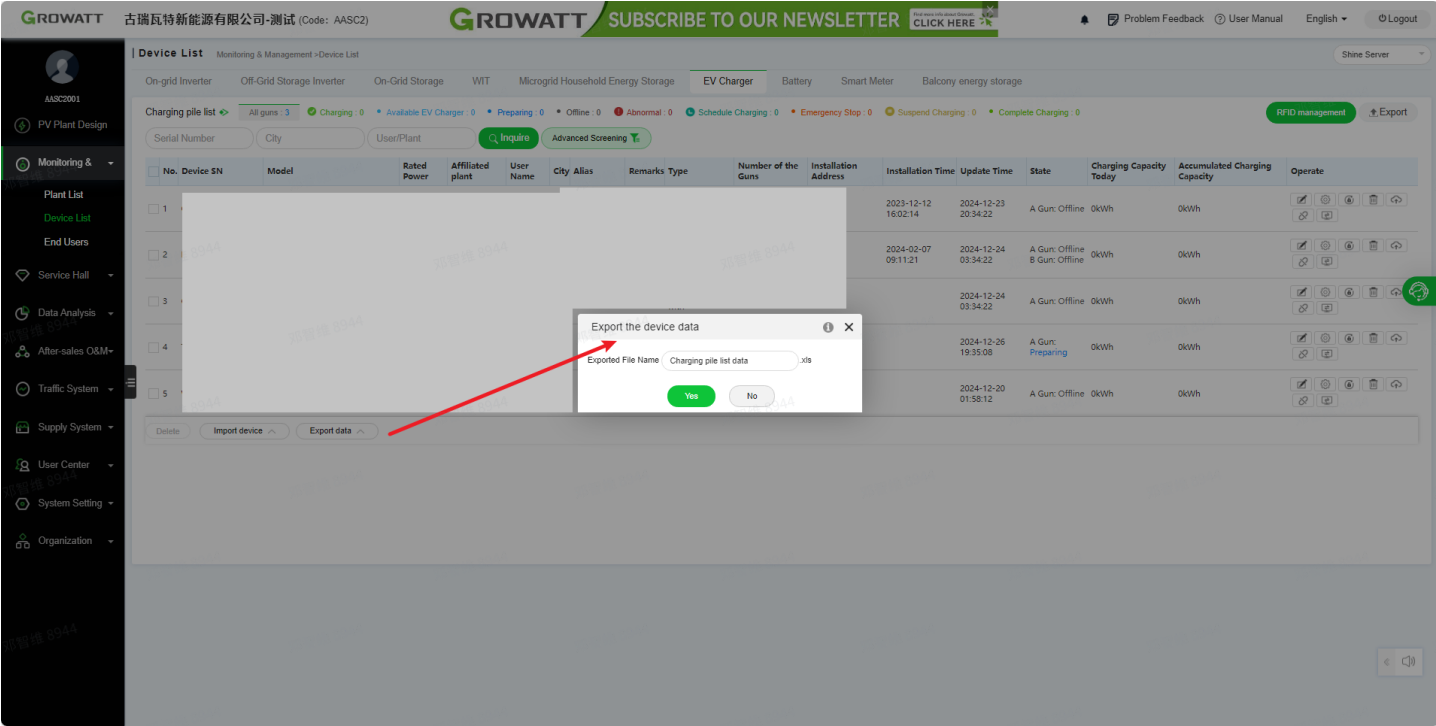 GROWATT 古瑞瓦特新能源有限公司-测试 (Code: AASC2) GROWATT SUBSCRIBE TO OUR NEWSLETTER CLICK HERE Problem Feedback User Manual English Logout
AASC2001
PV Plant Design
Monitoring &
Plant List
Device List
End Users
Service Hall
Data Analysis
After-sales O&M
Traffic System
Supply System
User Center
System Setting
Organization
Device List Monitoring & Management >Device List Shine Server
On-grid Inverter Off-Grid Storage Inverter On-Grid Storage WIT Microgrid Household Energy Storage EV Charger Battery Smart Meter Balcony energy storage
Charging pile list All guns : 3 Charging : 0 Available EV Charger : 0 Preparing : 0 Offline : 0 Abnormal : 0 Schedule Charging : 0 Emergency Stop : 0 Suspend Charging : 0 Complete Charging : 0 RFID management Export
Serial Number City User/Plant Inquire Advanced Screening
No. Device SN Model Rated Power Affiliated plant User Name City Alias Remarks Type Number of the Guns Installation Address Installation Time Update Time State Charging Capacity Today Accumulated Charging Capacity Operate
1 2023-12-12 16:02:14 2024-12-23 20:34:22 A Gun: Offline 0kWh 0kWh
2 2024-02-07 09:11:21 2024-12-24 03:34:22 A Gun: Offline B Gun: Offline 0kWh 0kWh
3 2024-12-24 03:34:22 A Gun: Offline 0kWh 0kWh
4 2024-12-26 19:35:08 A Gun: Preparing 0kWh 0kWh
5 2024-12-20 01:58:12 A Gun: Offline 0kWh 0kWh
Export the device data
Exported File Name Charging pile list data .xls
Yes No
Delete Import device Export data